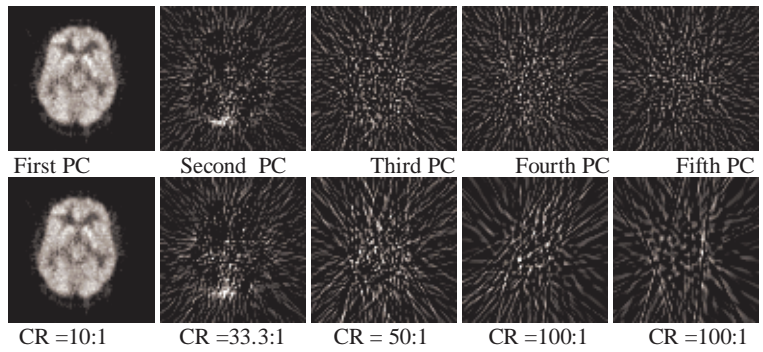 First PC Second PC Third PC Fourth PC Fifth PC
CR =10:1 CR =33.3:1 CR = 50:1 CR =100:1 CR =100:1